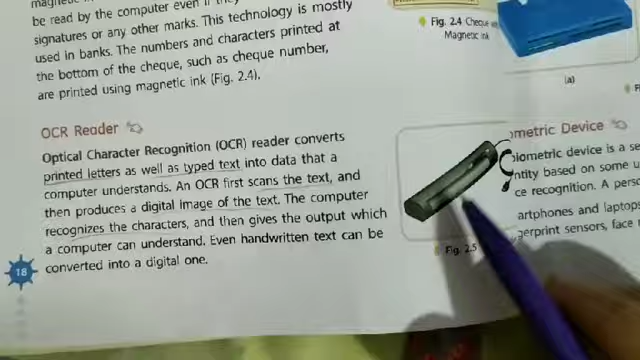 magnetic
be read by the computer even if they
signatures or any other marks. This technology is mostly
used in banks. The numbers and characters printed at
the bottom of the cheque, such as cheque number,
are printed using magnetic ink (Fig. 2.4).
Fig. 2.4 Cheque
Magnetic ink
(a)
OCR Reader
Optical Character Recognition (OCR) reader converts
printed letters as well as typed text into data that a
computer understands. An OCR first scans the text, and
then produces a digital image of the text. The computer
recognizes the characters, and then gives the output which
a computer can understand. Even handwritten text can be
converted into a digital one.
18
Fig. 2.5
ometric Device
biometric device is a se
ntity based on some u
ce recognition. A perso
artphones and laptops
gerprint sensors, face